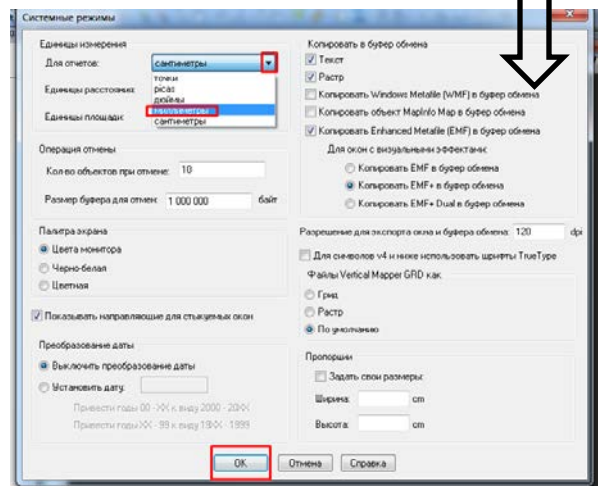 Системные режимы
Единицы измерения
Для отчетов:
сантиметры
точки
picas
дюймы
миллиметры
сантиметры
Единицы расстояния:
Единицы площади:
Операция отмены
Кол-во объектов при отмене:
10
Размер буфера для отмен:
1 000 000
байт
Палитра экрана
Цвета монитора
Черно-белая
Цветная
Показывать направляющие для стыкуемых окон
Преобразование даты
Выключить преобразование даты
Установить дату:
Привести годы 00 - XX к виду 2000 - 20XX
Привести годы XX - 99 к виду 19XX - 1999
Копировать в буфер обмена
Текст
Растр
Копировать Windows Metafile (WMF) в буфер обмена
Копировать объект MapInfo Map в буфер обмена
Копировать Enhanced Metafile (EMF) в буфер обмена
Для окон с визуальными эффектами:
Копировать EMF в буфер обмена
Копировать EMF+ в буфер обмена
Копировать EMF+ Dual в буфер обмена
Разрешение для экспорта окна и буфера обмена:
120
dpi
Для символов v4 и ниже использовать шрифты TrueType
Файлы Vertical Mapper GRD как:
Грид
Растр
По умолчанию
Пропорции
Задать свои размеры:
Ширина:
cm
Высота:
cm
OK
Отмена
Справка